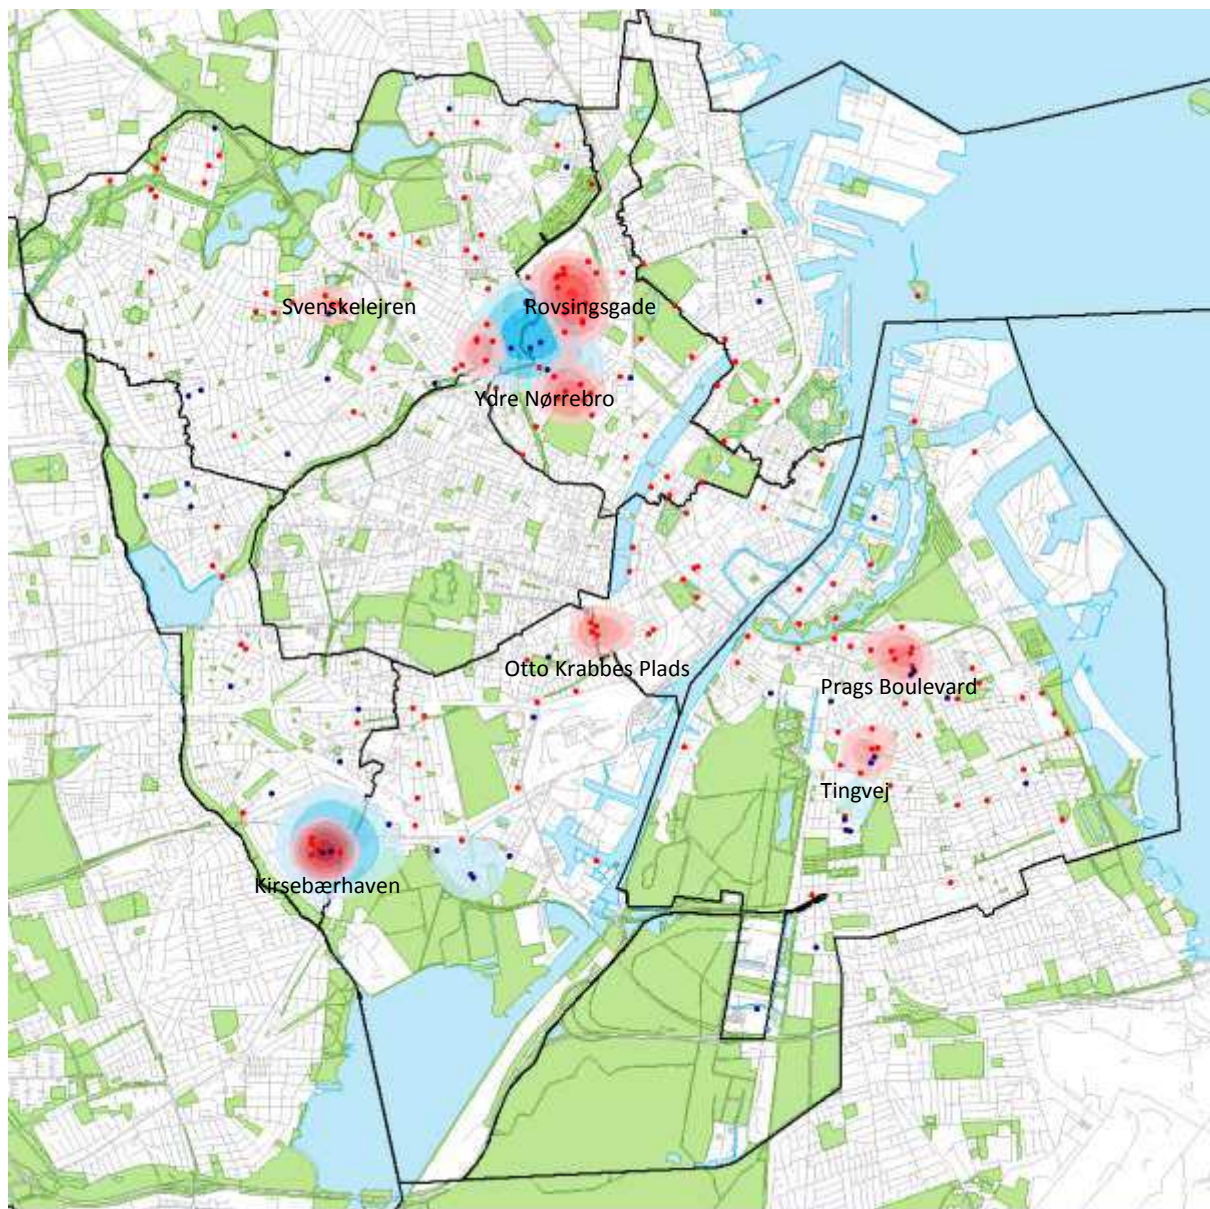 Svenskelejren
Rovsingsgade
Ydre Nørrebro
Otto Krabbes Plads
Prags Boulevard
Tingvej
Kirsebærhaven